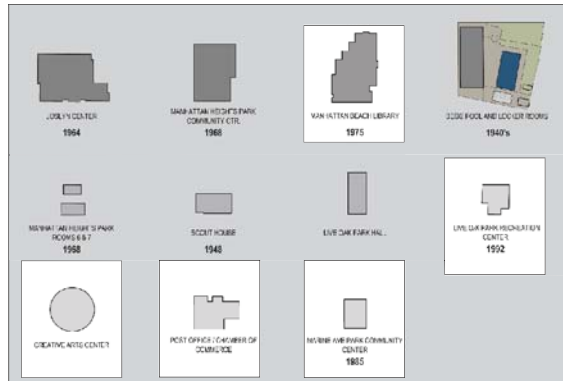 JOSLYN CENTER
1964
MANHATTAN HEIGHTS PARK
COMMUNITY CTR.
1968
MANHATTAN BEACH LIBRARY
1975
POOL AND LOCKER ROOMS
1940's
MANHATTAN HEIGHTS PARK
ROOMS 6 & 7
1968
SCOUT HOUSE
1948
LIVE OAK PARK HALL
LIVE OAK PARK RECREATION
CENTER
1992
CREATIVE ARTS CENTER
POST OFFICE / CHAMBER OF
COMMERCE
MARINE AVE PARK COMMUNITY
CENTER
1985